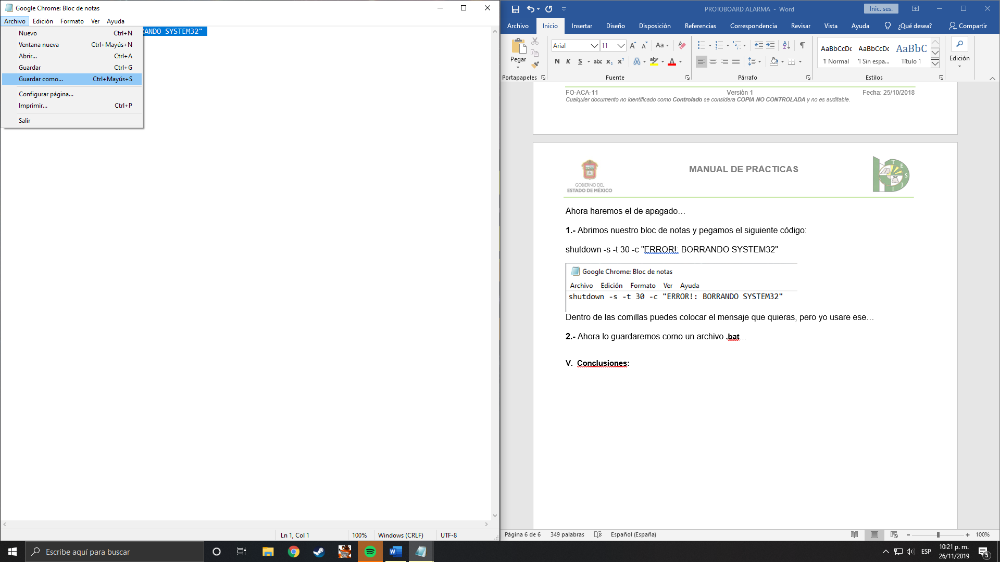 Google Chrome: Bloc de notas
Archivo Edición Formato Ver Ayuda
RANDO SYSTEM32"
Nuevo Ctrl+N
Ventana nueva Ctrl+Mayús+N
Abrir... Ctrl+A
Guardar Ctrl+G
Guardar como... Ctrl+Mayús+S
Configurar página...
Imprimir... Ctrl+P
Salir
Ln 1, Col 1 100% Windows (CRLF) UTF-8
PROTOBOARD ALARMA - Word Inic. ses.
Archivo Inicio Insertar Diseño Disposición Referencias Correspondencia Revisar Vista Ayuda ¿Qué desea? Compartir
Pegar
Portapapeles
Arial 11 Aa
N K S abc x₂ x²
Fuente
Párrafo
AaBbCcDc AaBbCcDc AaBbC
¶ Normal ¶ Sin espa... Título 1
Estilos
Edición
FO-ACA-11 Versión 1 Fecha: 25/10/2018
Cualquier documento no identificado como Controlado se considera COPIA NO CONTROLADA y no es auditable.
GOBIERNO DEL
ESTADO DE MÉXICO
MANUAL DE PRÁCTICAS
T E S J I
Ahora haremos el de apagado…
1.- Abrimos nuestro bloc de notas y pegamos el siguiente código:
shutdown -s -t 30 -c "ERROR!: BORRANDO SYSTEM32"
Google Chrome: Bloc de notas
Archivo Edición Formato Ver Ayuda
shutdown -s -t 30 -c "ERROR!: BORRANDO SYSTEM32"
Dentro de las comillas puedes colocar el mensaje que quieras, pero yo usare ese…
2.- Ahora lo guardaremos como un archivo .bat…
V. Conclusiones:
Página 6 de 6 349 palabras Español (España) 100%
Escribe aquí para buscar
ESP
10:21 p. m.
26/11/2019
5